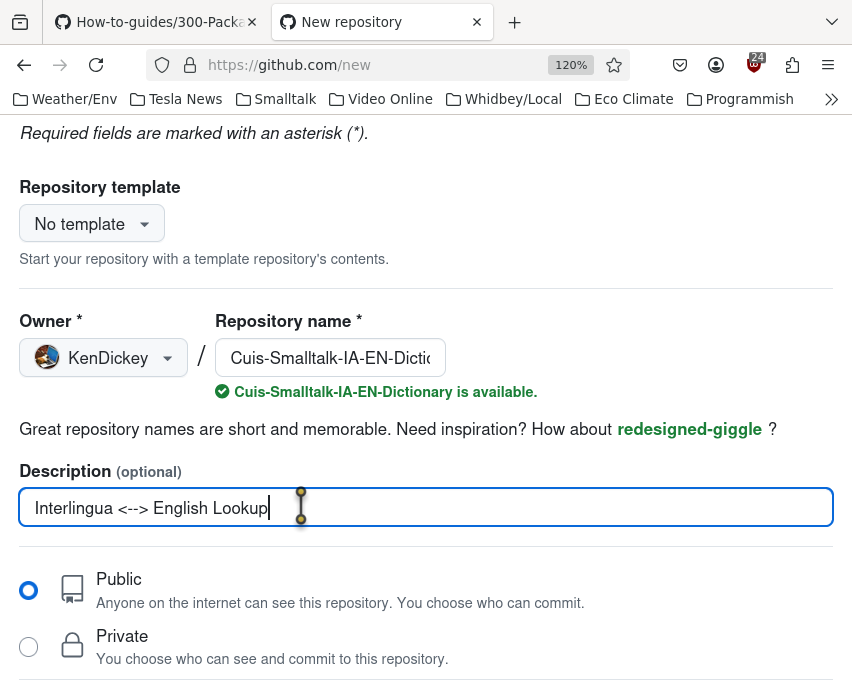 How-to-guides/300-Packa
New repository
https://github.com/new
120%
24
Weather/Env
Tesla News
Smalltalk
Video Online
Whidbey/Local
Eco Climate
Programmish
Required fields are marked with an asterisk (*).
Repository template
No template
Start your repository with a template repository's contents.
Owner *
Repository name *
KenDickey
/
Cuis-Smalltalk-IA-EN-Dictic
Cuis-Smalltalk-IA-EN-Dictionary is available.
Great repository names are short and memorable. Need inspiration? How about redesigned-giggle ?
Description (optional)
Interlingua <--> English Lookup
Public
Anyone on the internet can see this repository. You choose who can commit.
Private
You choose who can see and commit to this repository.